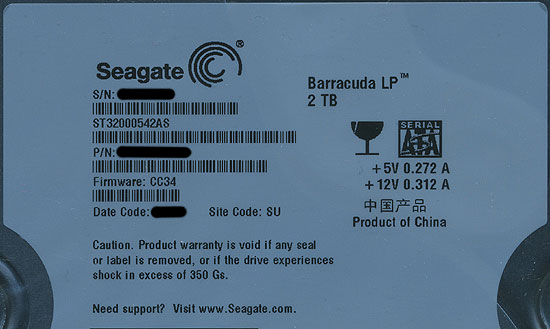 Seagate
S/N:
ST32000542AS
P/N:
Firmware: CC34
Date Code:
Site Code: SU
Barracuda LP™
2 TB
SERIAL
SATA
+5V 0.272 A
+12V 0.312 A
中国产品
Product of China
Caution. Product warranty is void if any seal
or label is removed, or if the drive experiences
shock in excess of 350 Gs.
Need support? Visit www.Seagate.com.